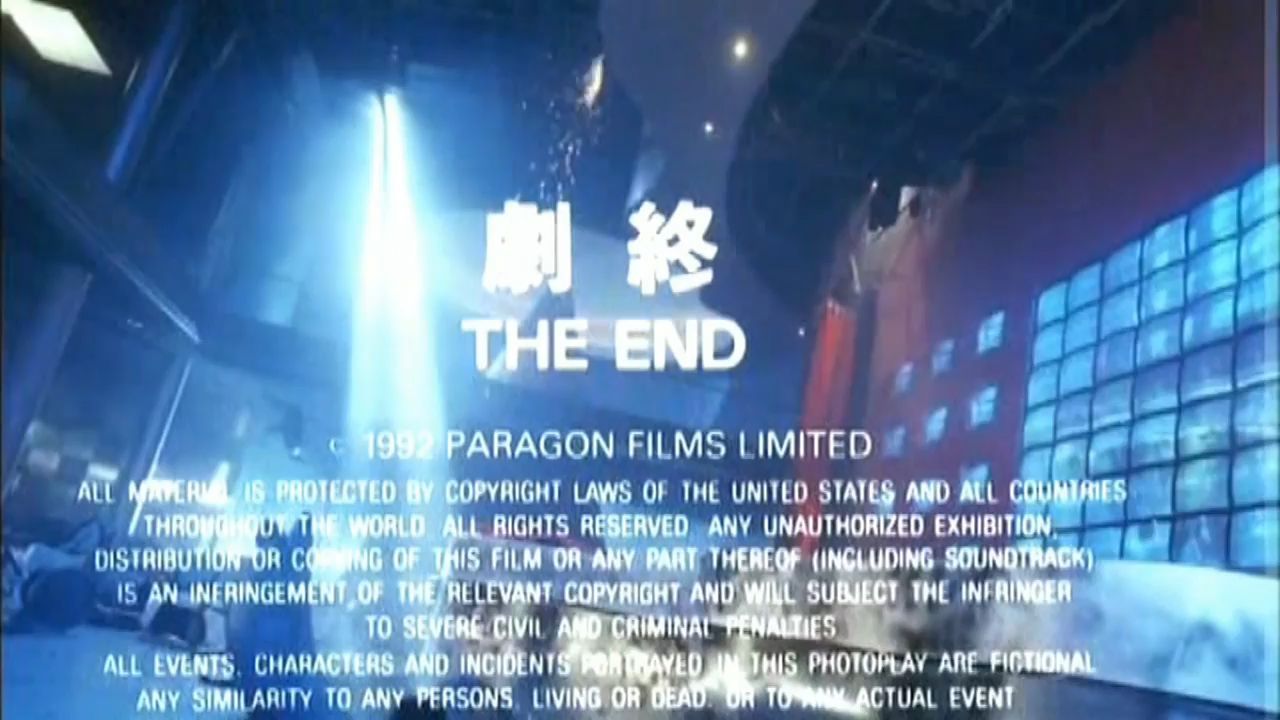 劇 終
THE END
© 1992 PARAGON FILMS LIMITED
ALL MATERIAL IS PROTECTED BY COPYRIGHT LAWS OF THE UNITED STATES AND ALL COUNTRIES
THROUGHOUT THE WORLD. ALL RIGHTS RESERVED. ANY UNAUTHORIZED EXHIBITION,
DISTRIBUTION OR COPYING OF THIS FILM OR ANY PART THEREOF (INCLUDING SOUNDTRACK)
IS AN INFRINGEMENT OF THE RELEVANT COPYRIGHT AND WILL SUBJECT THE INFRINGER
TO SEVERE CIVIL AND CRIMINAL PENALTIES
ALL EVENTS, CHARACTERS AND INCIDENTS PORTRAYED IN THIS PHOTOPLAY ARE FICTIONAL
ANY SIMILARITY TO ANY PERSONS, LIVING OR DEAD, OR TO ANY ACTUAL EVENT